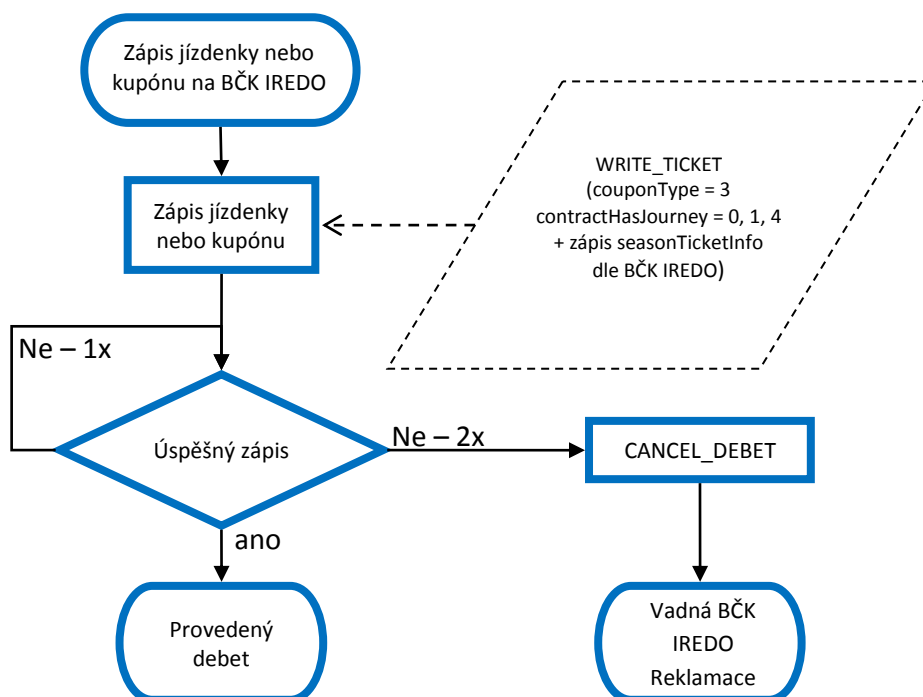 Zápis jízdenky nebo
kupónu na BČK IREDO
WRITE_TICKET
(couponType = 3
contractHasJourney = 0, 1, 4
+ zápis seasonTicketInfo
dle BČK IREDO)
Zápis jízdenky
nebo kupónu
Ne – 1x
Úspěšný zápis
Ne – 2x
CANCEL_DEBET
ano
Provedený
debet
Vadná BČK
IREDO
Reklamace